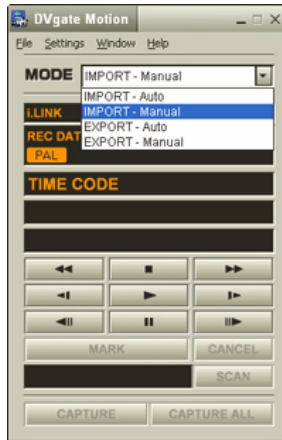 DVgate Motion
File Settings Window Help
MODE IMPORT - Manual
IMPORT - Auto
i.LINK IMPORT - Manual
EXPORT - Auto
REC DAT EXPORT - Manual
PAL
TIME CODE
MARK CANCEL
SCAN
CAPTURE CAPTURE ALL